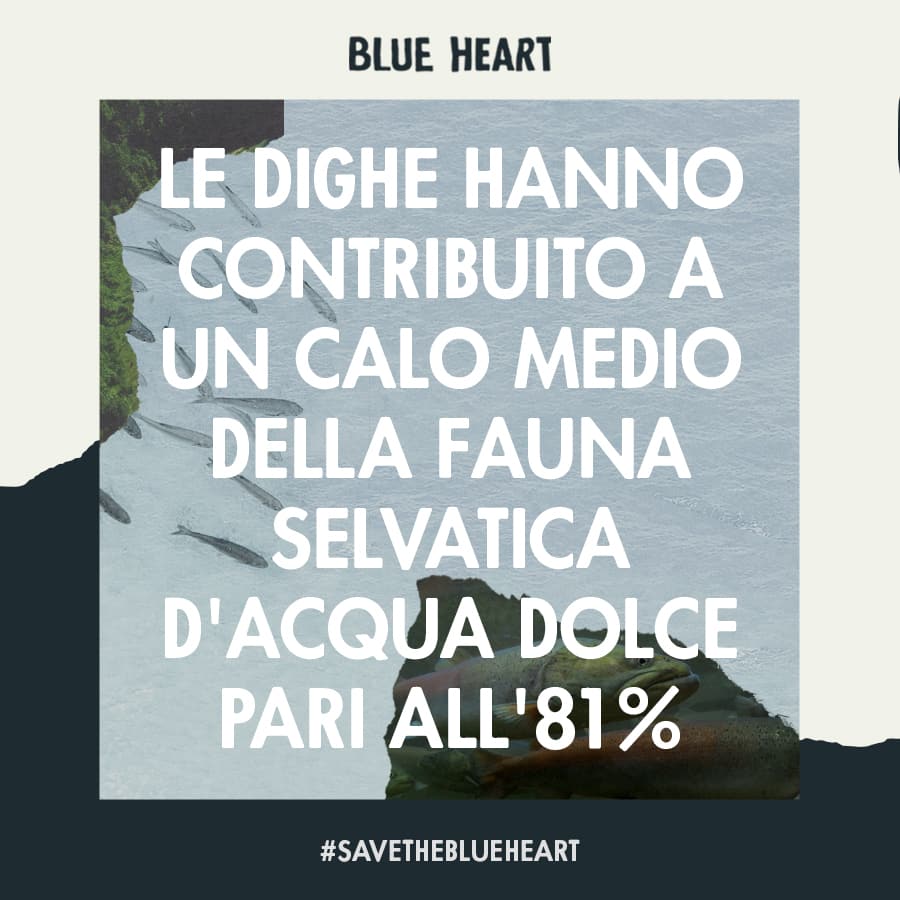 BLUE HEART
LE DIGHE HANNO
CONTRIBUITO A
UN CALO MEDIO
DELLA FAUNA
SELVATICA
D'ACQUA DOLCE
PARI ALL'81%
#SAVETHEBLUEHEART